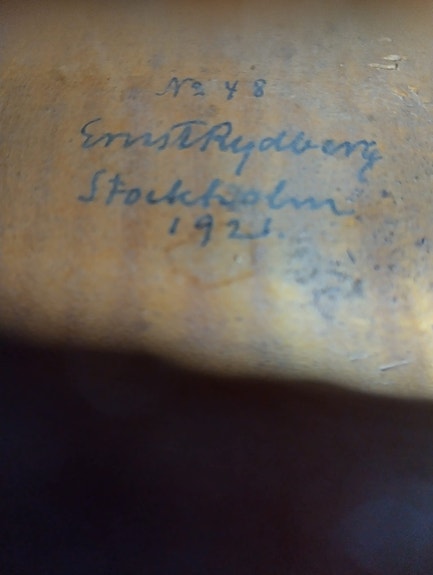 No 48
Ernst Rydberg
Stockholm
1921.